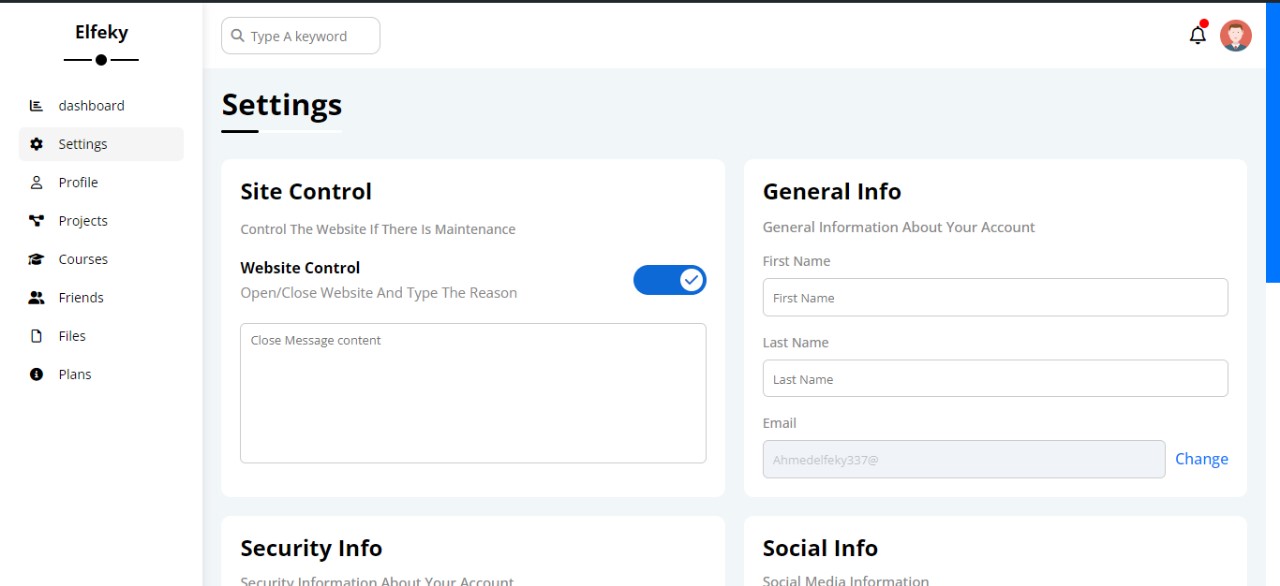 Elfeky
dashboard
Settings
Profile
Projects
Courses
Friends
Files
Plans
Type A keyword
Settings
Site Control
Control The Website If There Is Maintenance
Website Control
Open/Close Website And Type The Reason
Close Message content
General Info
General Information About Your Account
First Name
First Name
Last Name
Last Name
Email
Ahmedelfeky337@ Change
Security Info
Security Information About Your Account
Social Info
Social Media Information